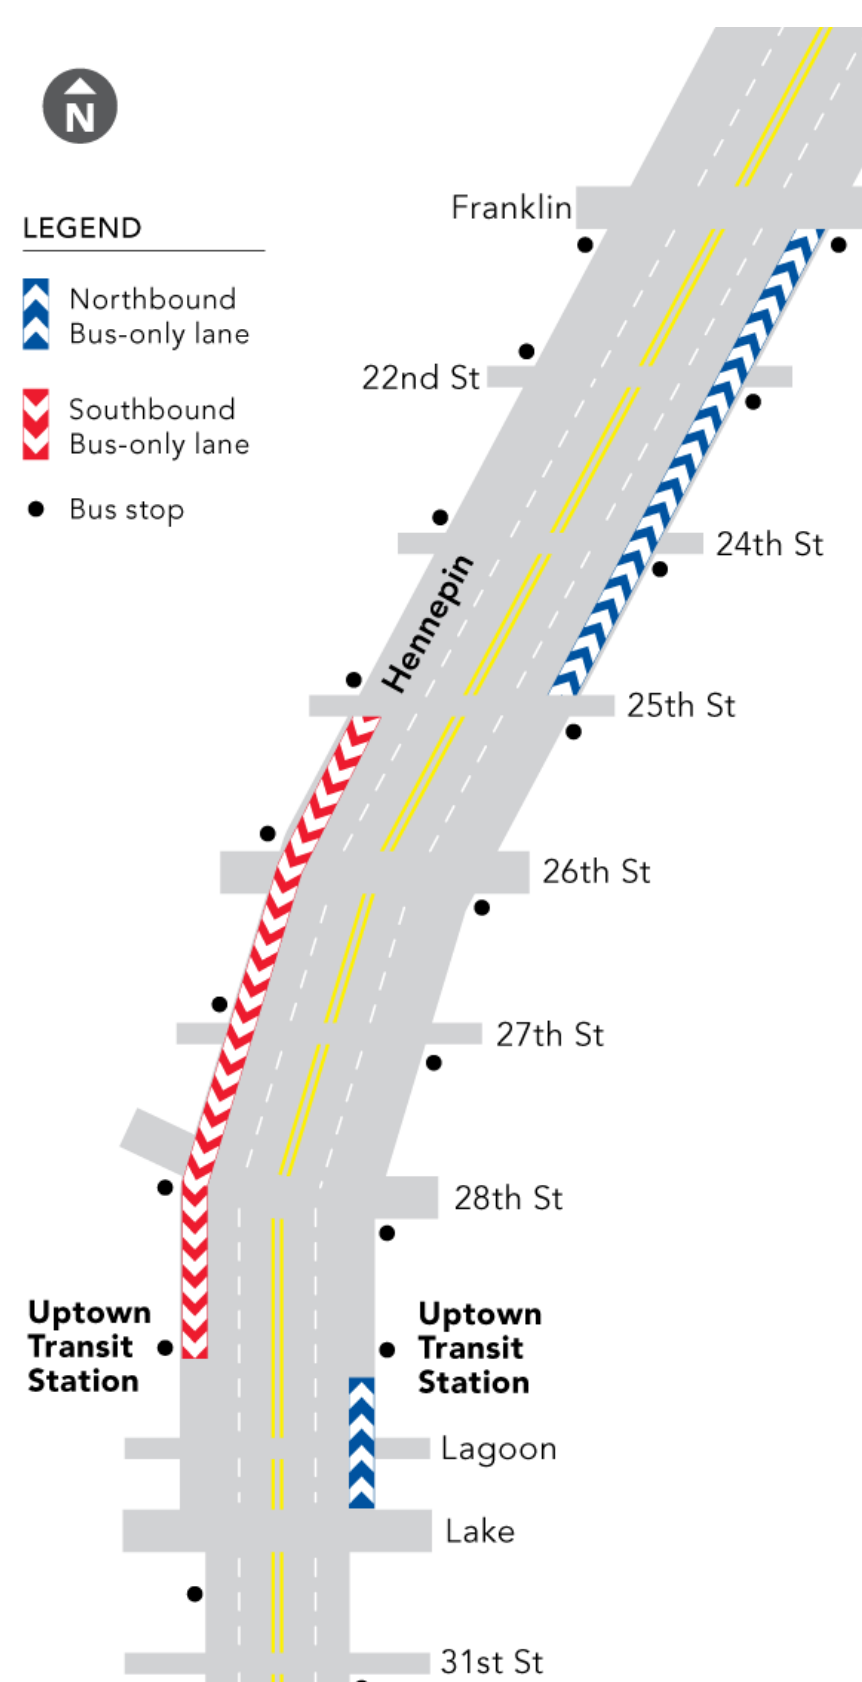 N
LEGEND
Northbound
Bus-only lane
Southbound
Bus-only lane
Bus stop
Franklin
22nd St
24th St
Hennepin
25th St
26th St
27th St
28th St
Uptown
Transit
Station
Uptown
Transit
Station
Lagoon
Lake
31st St